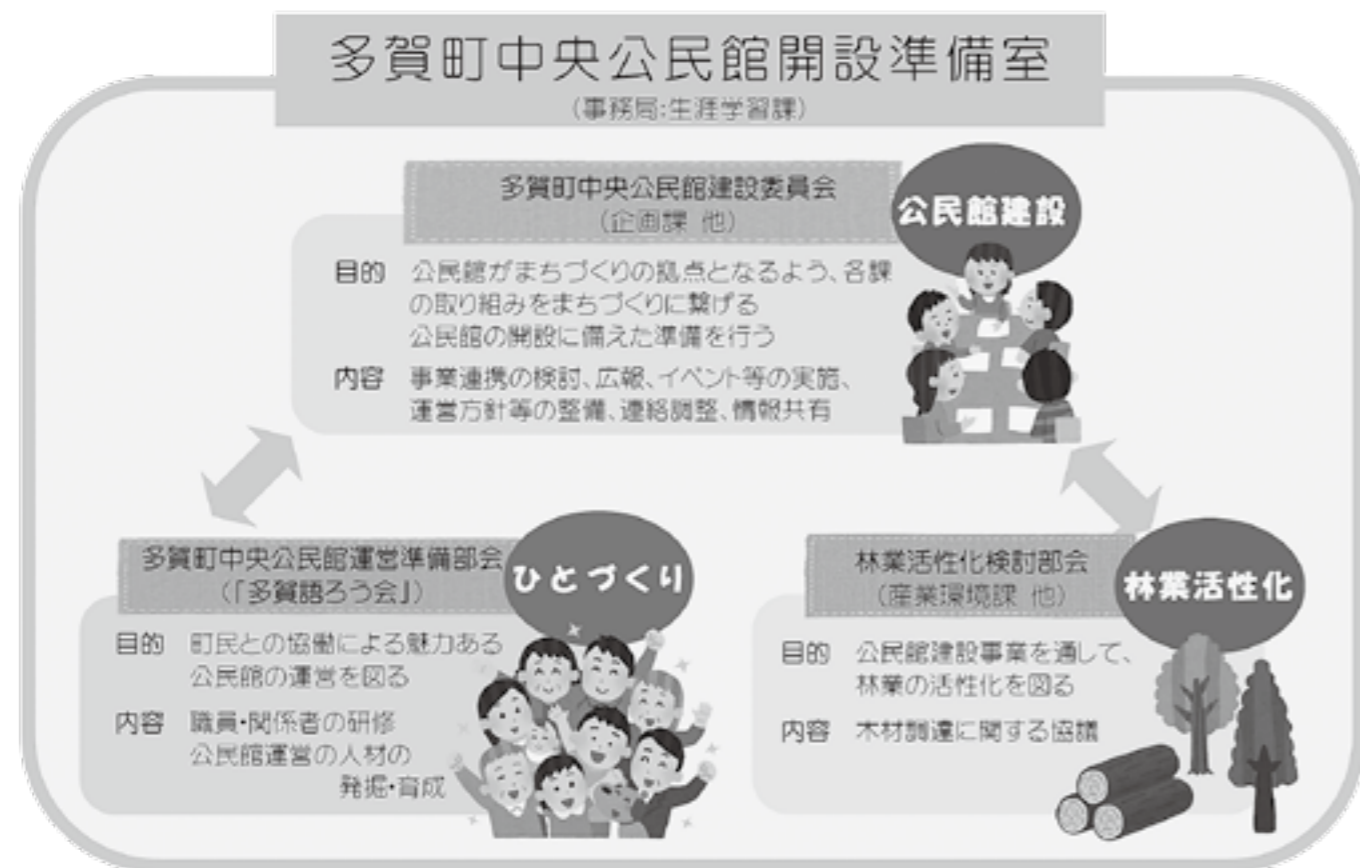 多賀町中央公民館開設準備室
(事務局:生涯学習課)
多賀町中央公民館建設委員会
(企画課 他)
公民館建設
目的 公民館がまちづくりの拠点となるよう、各課
の取り組みをまちづくりに繋げる
公民館の開設に備えた準備を行う
内容 事業連携の検討、広報、イベント等の実施、
運営方針等の整備、連絡調整、情報共有
多賀町中央公民館運営準備部会
(「多賀語ろう会」)
ひとづくり
目的 町民との協働による魅力ある
公民館の運営を図る
内容 職員・関係者の研修
公民館運営の人材の
発掘・育成
林業活性化検討部会
(産業環境課 他)
林業活性化
目的 公民館建設事業を通して、
林業の活性化を図る
内容 木材調達に関する協議